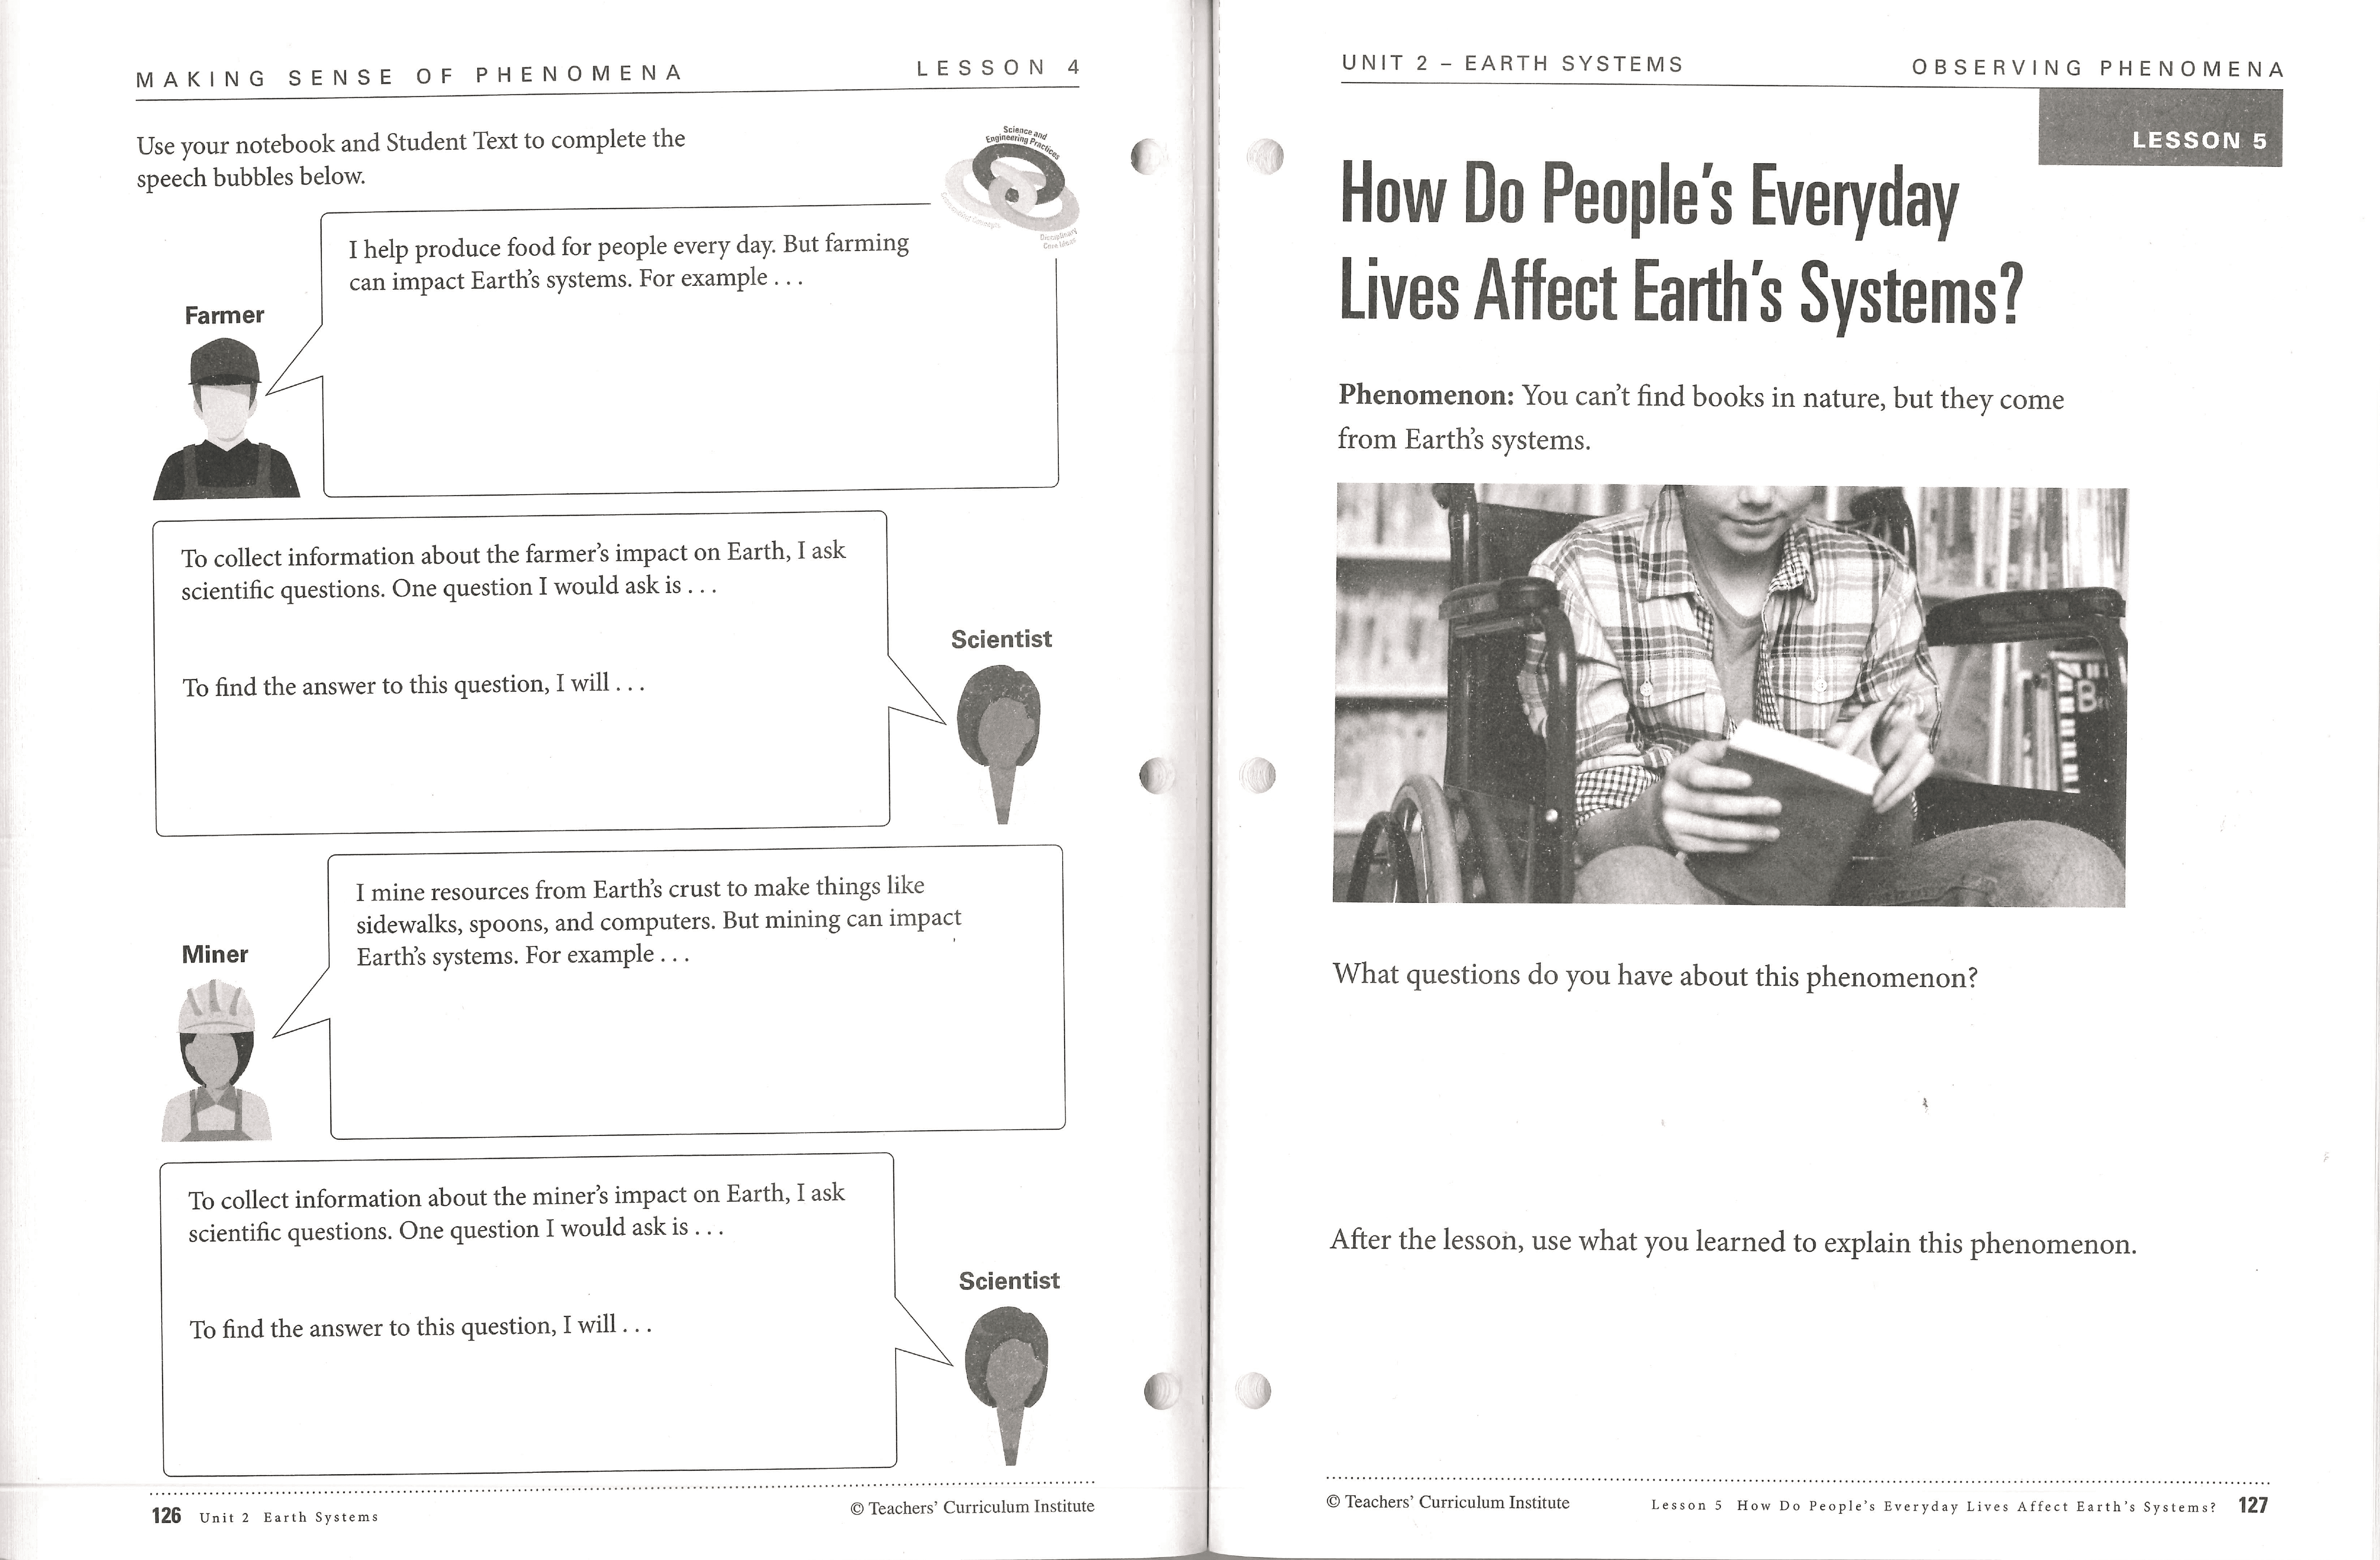 MAKING SENSE OF PHENOMENA
LESSON 4
Use your notebook and Student Text to complete the
speech bubbles below.
Science and
Engineering Practices
Crosscutting Concepts
Disciplinary
Core Ideas
I help produce food for people every day. But farming
can impact Earth's systems. For example . . .
Farmer
To collect information about the farmer's impact on Earth, I ask
scientific questions. One question I would ask is . . .
Scientist
To find the answer to this question, I will . . .
I mine resources from Earth's crust to make things like
sidewalks, spoons, and computers. But mining can impact
Earth's systems. For example . . .
Miner
To collect information about the miner's impact on Earth, I ask
scientific questions. One question I would ask is . . .
Scientist
To find the answer to this question, I will . . .
126 Unit 2 Earth Systems
© Teachers' Curriculum Institute
UNIT 2 – EARTH SYSTEMS
OBSERVING PHENOMENA
LESSON 5
How Do People's Everyday
Lives Affect Earth's Systems?
Phenomenon: You can't find books in nature, but they come
from Earth's systems.
What questions do you have about this phenomenon?
After the lesson, use what you learned to explain this phenomenon.
© Teachers' Curriculum Institute
Lesson 5 How Do People's Everyday Lives Affect Earth's Systems? 127